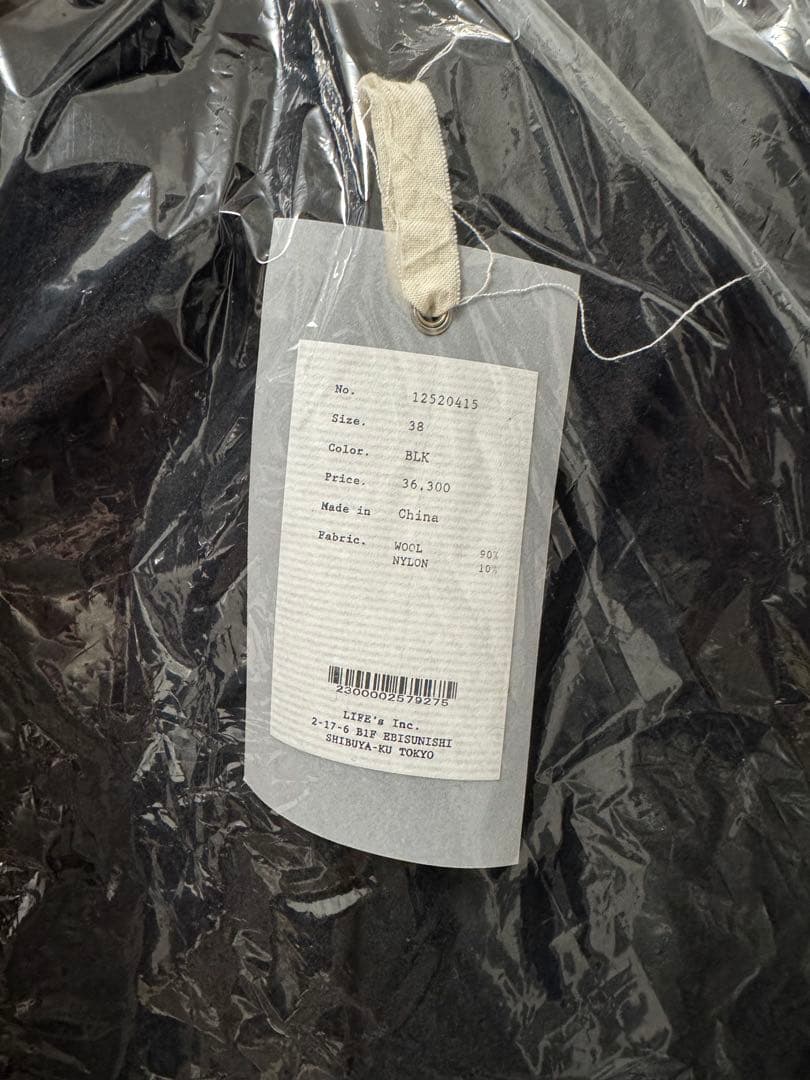 No. 12520415
Size. 38
Color. BLK
Price. 36,300
Made in China
Fabric. WOOL 90%
NYLON 10%
2300002579275
LIFE's Inc.
2-17-6 B1F EBISUNISHI
SHIBUYA-KU TOKYO